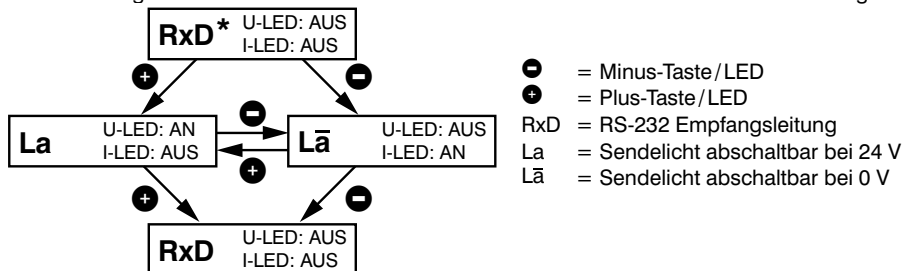 RxD* U-LED: AUS
I-LED: AUS
+ −
La U-LED: AN
I-LED: AUS
−
+
Lā U-LED: AUS
I-LED: AN
+ −
RxD U-LED: AUS
I-LED: AUS
− = Minus-Taste/LED
+ = Plus-Taste/LED
RxD = RS-232 Empfangsleitung
La = Sendelicht abschaltbar bei 24 V
Lā = Sendelicht abschaltbar bei 0 V